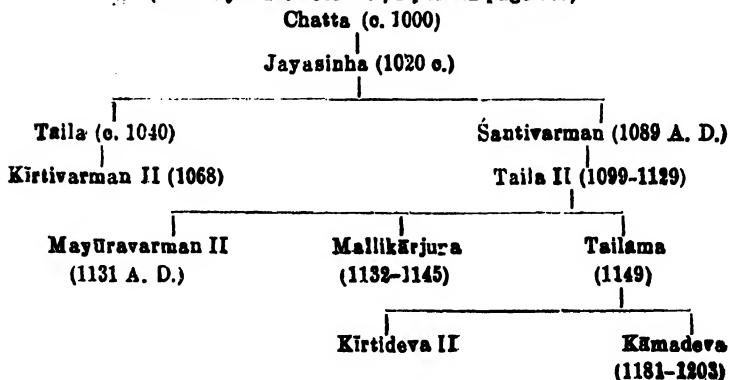 Chatta (c. 1000)
Jayasinha (1020 c.)
Taila (c. 1040) Śantivarman (1089 A. D.)
Kīrtivarman II (1068) Taila II (1099-1129)
Mayūravarman II Mallikārjura Tailama
(1131 A. D.) (1132-1145) (1149)
Kīrtideva II Kāmadeva
(1181-1203)